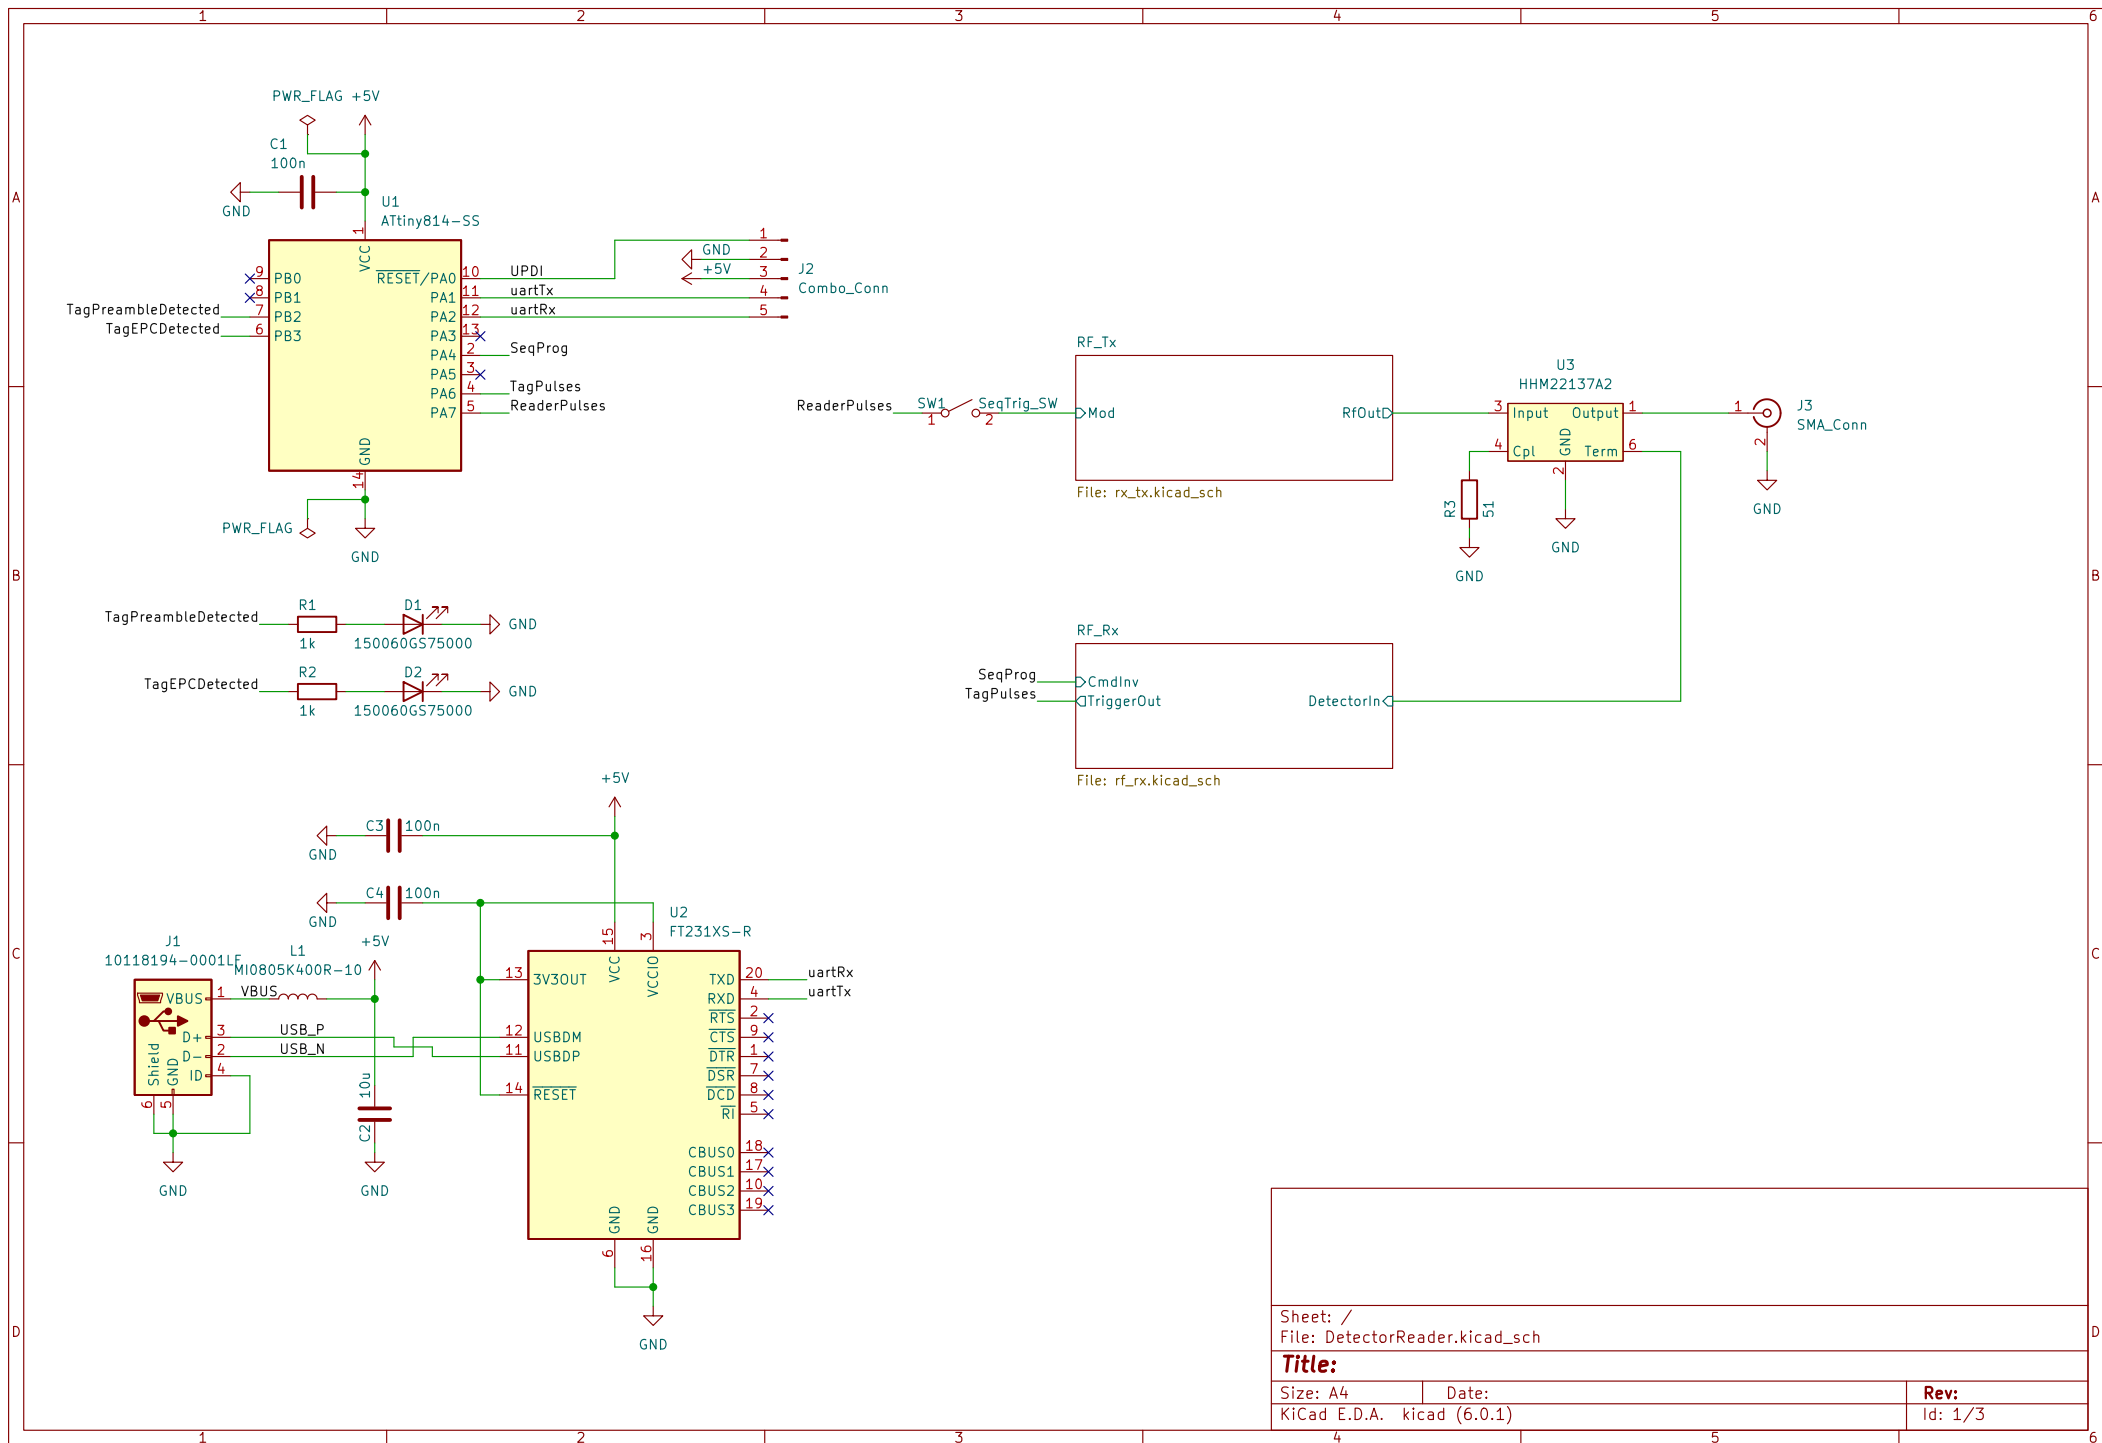 1 2 3 4 5 6
A A
B B
C C
D D
PWR_FLAG +5V
C1
100n
GND
U1
ATtiny814-SS
1
VCC
9 PB0
8 PB1
TagPreambleDetected 7 PB2
TagEPCDetected 6 PB3
RESET/PA0 10 UPDI
PA1 11 uartTx
PA2 12 uartRx
PA3 13
PA4 2 SeqProg
PA5 3
PA6 4 TagPulses
PA7 5 ReaderPulses
GND
14
PWR_FLAG
GND
1
GND 2
+5V 3
4
5
J2
Combo_Conn
TagPreambleDetected
R1
1k
D1
150060GS75000
GND
TagEPCDetected
R2
1k
D2
150060GS75000
GND
ReaderPulses
SW1 SeqTrig_SW
1 2
RF_Tx
Mod RfOut
File: rx_tx.kicad_sch
U3
HHM22137A2
3 Input Output 1
4 Cpl GND Term 6
2
GND
R3
51
GND
1
J3
SMA_Conn
2
GND
RF_Rx
SeqProg CmdInv
TagPulses TriggerOut DetectorIn
File: rf_rx.kicad_sch
+5V
C3 100n
GND
C4 100n
GND
J1
10118194-0001LF
L1
MI0805K400R-10
+5V
VBUS 1 VBUS
D+ 3 USB_P
D- 2 USB_N
ID 4
Shield
GND
6 5
GND
10u
C2
GND
U2
FT231XS-R
15 3
VCC VCCIO
13 3V3OUT
12 USBDM
11 USBDP
14 RESET
TXD 20 uartRx
RXD 4 uartTx
RTS 2
CTS 9
DTR 1
DSR 7
DCD 8
RI 5
CBUS0 18
CBUS1 17
CBUS2 10
CBUS3 19
GND GND
6 16
GND
Sheet: /
File: DetectorReader.kicad_sch
Title:
Size: A4 Date: Rev:
KiCad E.D.A. kicad (6.0.1) Id: 1/3
1 2 3 4 5 6